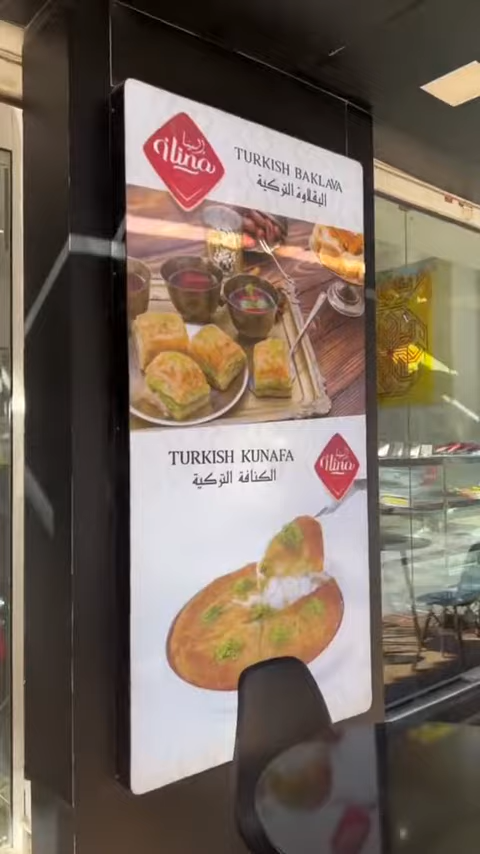 إلينا
ilina
TURKISH BAKLAVA
البقلاوة التركية
TURKISH KUNAFA
الكنافة التركية
إلينا
ilina